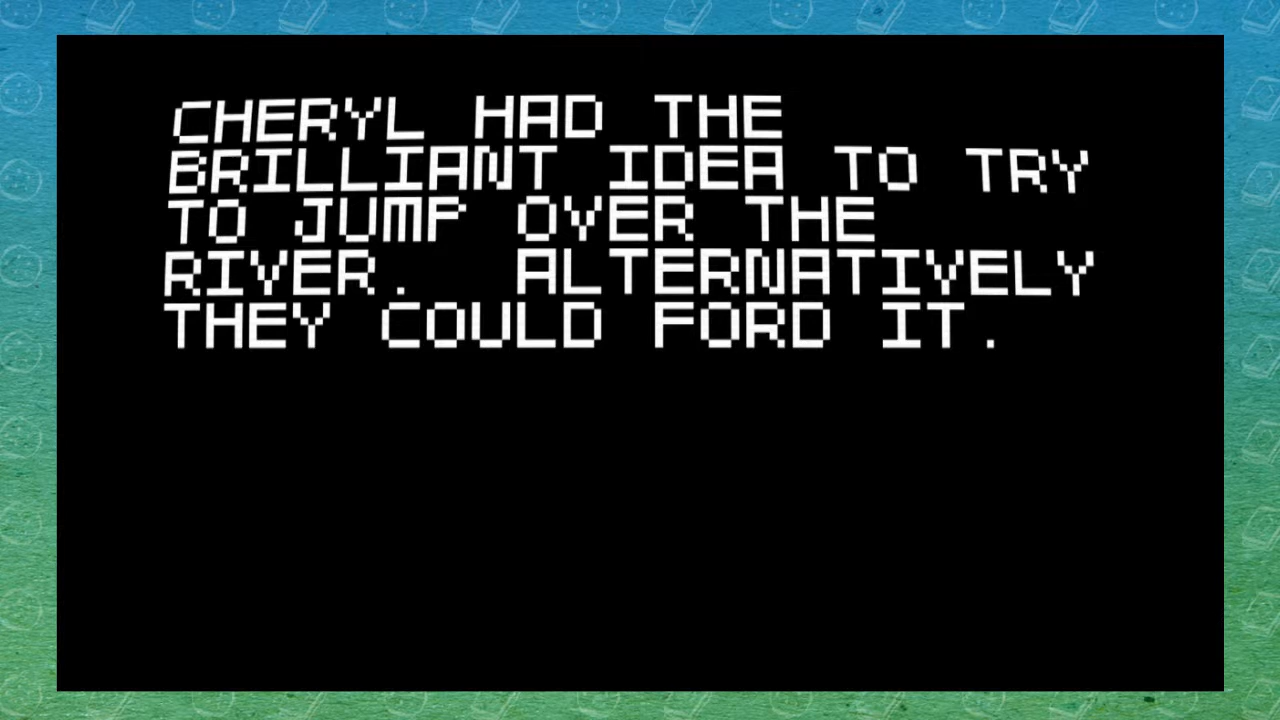 CHERYL HAD THE
BRILLIANT IDEA TO TRY
TO JUMP OVER THE
RIVER.  ALTERNATIVELY
THEY COULD FORD IT.